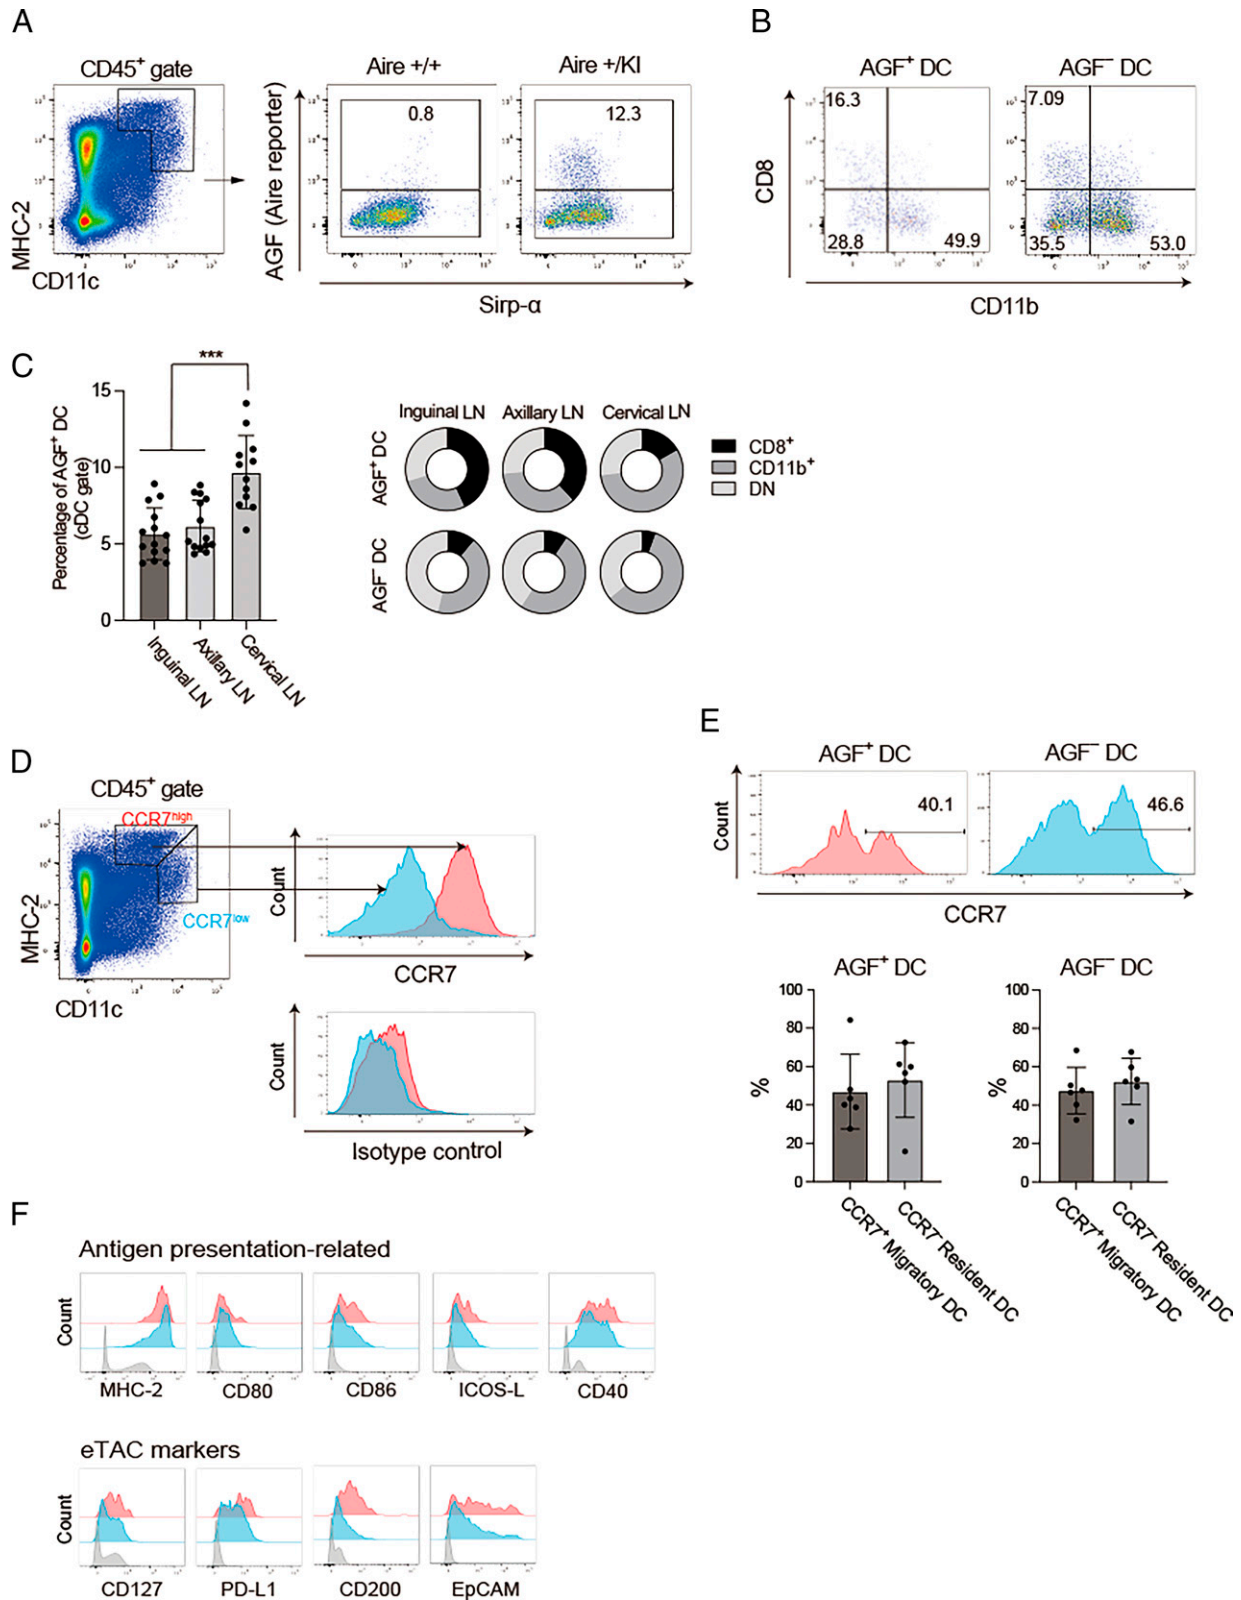 A
CD45⁺ gate
MHC-2
CD11c
Aire +/+
Aire +/KI
AGF (Aire reporter)
0.8
12.3
Sirp-α
B
AGF⁺ DC
AGF⁻ DC
CD8
16.3
28.8
49.9
7.09
35.5
53.0
CD11b
C
***
Percentage of AGF⁺ DC
(cDC gate)
15
10
5
0
Inguinal LN
Axillary LN
Cervical LN
Inguinal LN
Axillary LN
Cervical LN
AGF⁺ DC
AGF⁻ DC
CD8⁺
CD11b⁺
DN
D
CD45⁺ gate
CCR7high
CCR7low
MHC-2
CD11c
Count
CCR7
Count
Isotype control
E
AGF⁺ DC
AGF⁻ DC
Count
40.1
46.6
CCR7
AGF⁺ DC
%
100
80
60
40
20
0
CCR7⁺ Migratory DC
CCR7⁻ Resident DC
AGF⁻ DC
%
100
80
60
40
20
0
CCR7⁺ Migratory DC
CCR7⁻ Resident DC
F
Antigen presentation-related
Count
MHC-2
CD80
CD86
ICOS-L
CD40
eTAC markers
Count
CD127
PD-L1
CD200
EpCAM